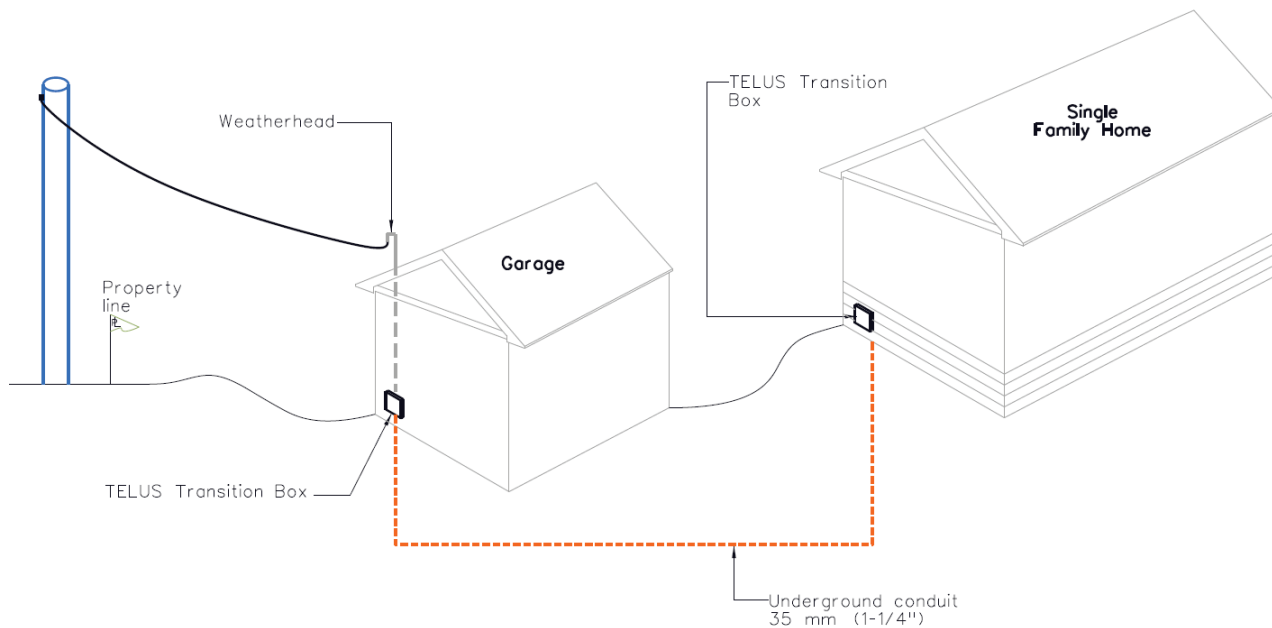 TELUS Transition
Box
Single
Family Home
Weatherhead
Garage
Property
line
PL
TELUS Transition Box
Underground conduit
35 mm (1-1/4")